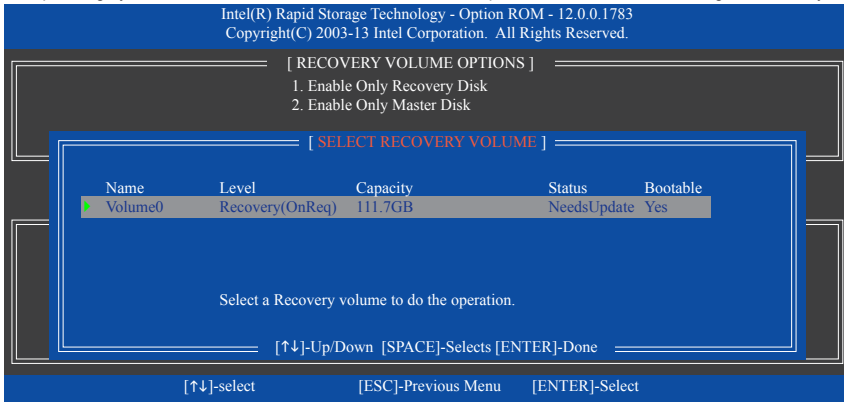 Intel(R) Rapid Storage Technology - Option ROM - 12.0.0.1783
Copyright(C) 2003-13 Intel Corporation. All Rights Reserved.
[ RECOVERY VOLUME OPTIONS ]
1. Enable Only Recovery Disk
2. Enable Only Master Disk
[ SELECT RECOVERY VOLUME ]
Name Level Capacity Status Bootable
Volume0 Recovery(OnReq) 111.7GB NeedsUpdate Yes
Select a Recovery volume to do the operation.
[↑↓]-Up/Down [SPACE]-Selects [ENTER]-Done
[↑↓]-select [ESC]-Previous Menu [ENTER]-Select